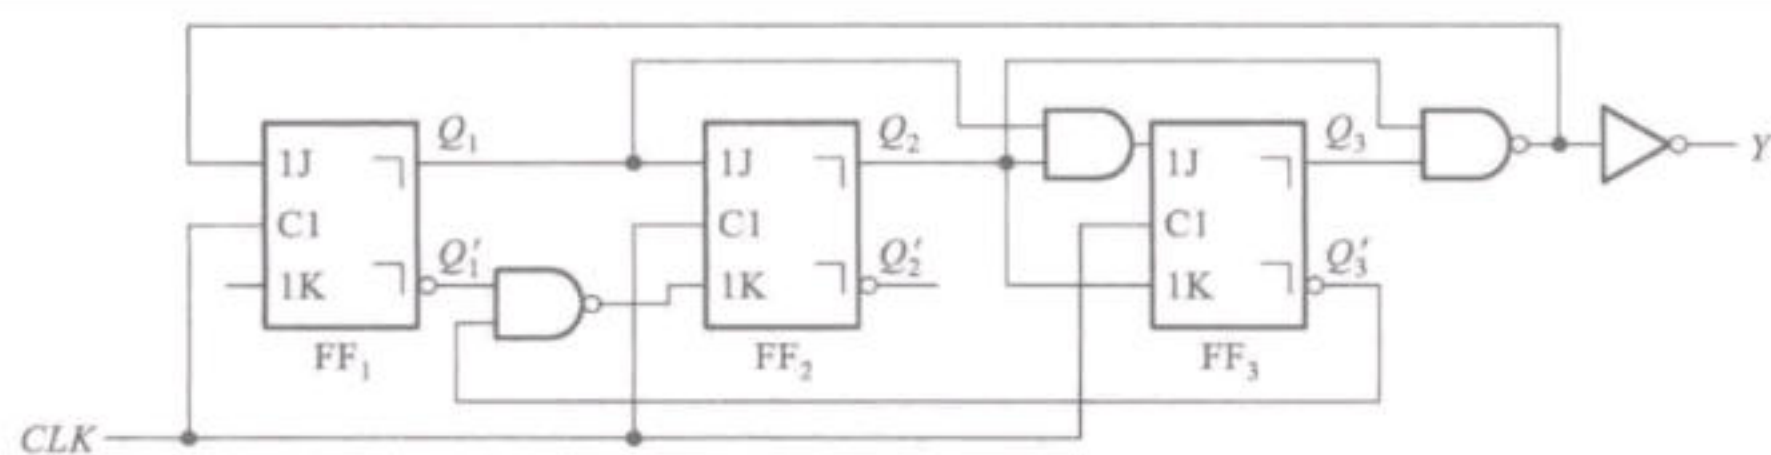 Q₁ Q₂ Q₃
1J 1J 1J Y
C1 C1 C1
Q₁′ Q₂′ Q₃′
1K 1K 1K
FF₁ FF₂ FF₃
CLK